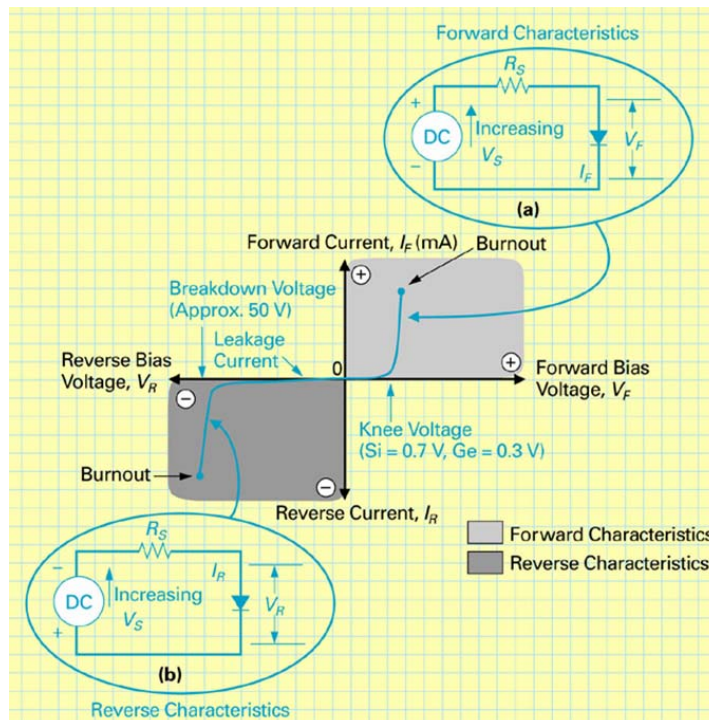 Forward Characteristics
R_S
+
DC
Increasing
V_S
−
V_F
I_F
(a)
Forward Current, I_F (mA)
Burnout
+
Breakdown Voltage
(Approx. 50 V)
Leakage
Current
Reverse Bias
Voltage, V_R
0
+
Forward Bias
Voltage, V_F
−
Knee Voltage
(Si = 0.7 V, Ge = 0.3 V)
Burnout
−
Reverse Current, I_R
Forward Characteristics
Reverse Characteristics
R_S
−
DC
Increasing
V_S
+
I_R
V_R
(b)
Reverse Characteristics